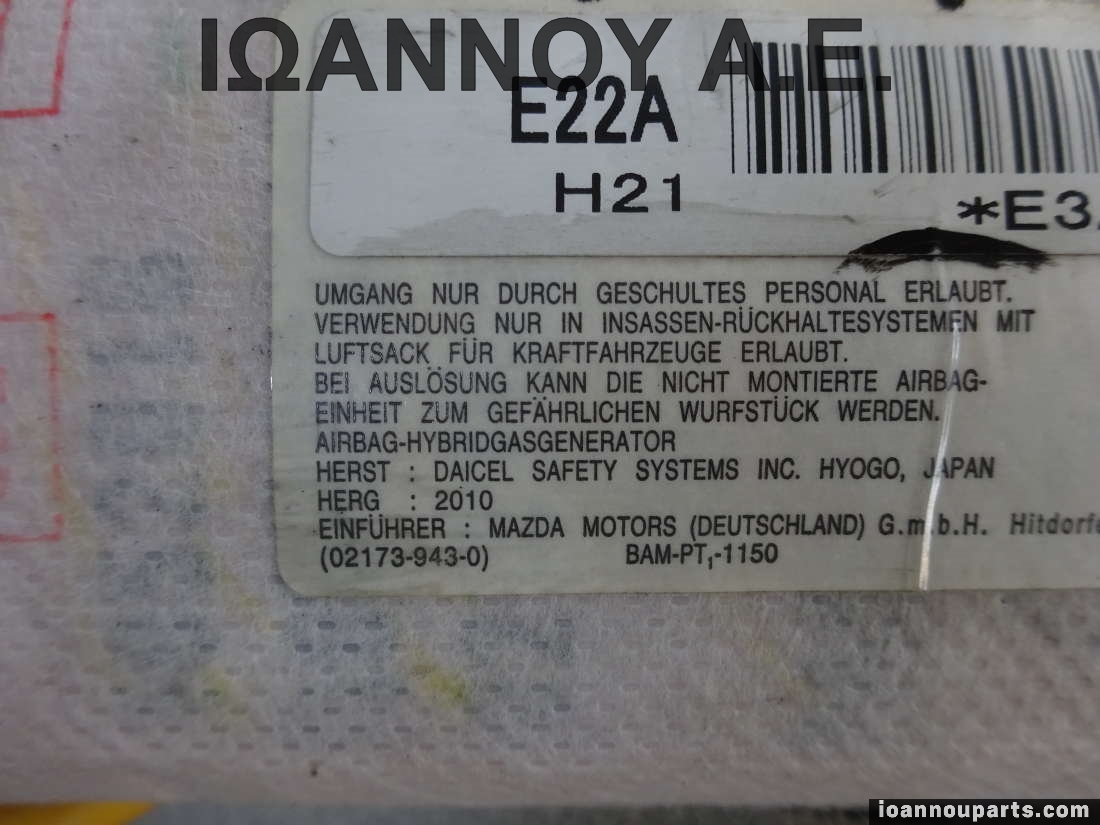 ΙΩΑΝΝΟΥ Α.Ε.
E22A
H21
*E3
UMGANG NUR DURCH GESCHULTES PERSONAL ERLAUBT.
VERWENDUNG NUR IN INSASSEN-RÜCKHALTESYSTEMEN MIT
LUFTSACK FÜR KRAFTFAHRZEUGE ERLAUBT.
BEI AUSLÖSUNG KANN DIE NICHT MONTIERTE AIRBAG-
EINHEIT ZUM GEFÄHRLICHEN WURFSTÜCK WERDEN.
AIRBAG-HYBRIDGASGENERATOR
HERST : DAICEL SAFETY SYSTEMS INC. HYOGO, JAPAN
HERG : 2010
EINFÜHRER : MAZDA MOTORS (DEUTSCHLAND) G.m.b.H. Hitdorfe
(02173-943-0) BAM-PT₁-1150
ioannouparts.com